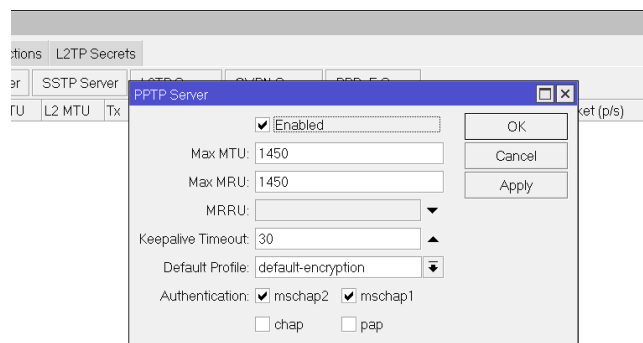 ctions L2TP Secrets
er SSTP Server
TU L2 MTU Tx ket (p/s)
PPTP Server
Enabled OK
Max MTU: 1450 Cancel
Max MRU: 1450 Apply
MRRU:
Keepalive Timeout: 30
Default Profile: default-encryption
Authentication: mschap2 mschap1
chap pap